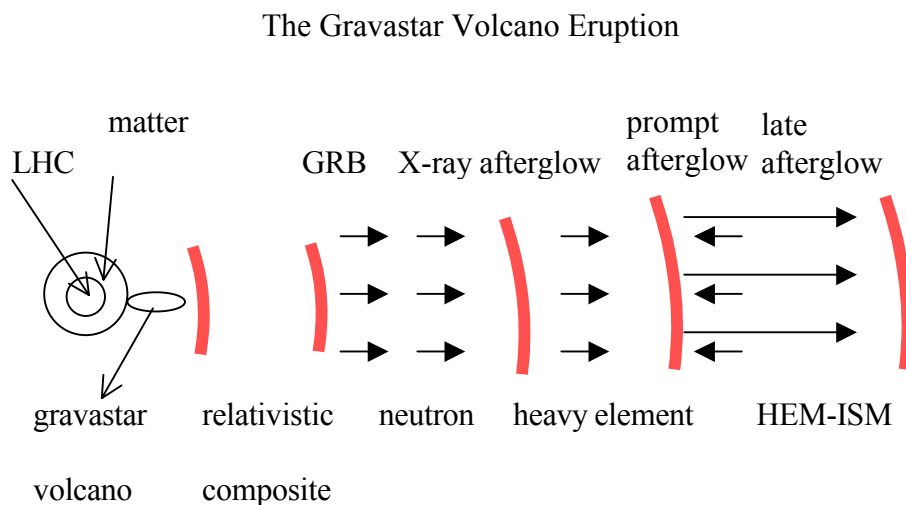 The Gravastar Volcano Eruption
matter
prompt late
LHC GRB X-ray afterglow afterglow afterglow
gravastar relativistic neutron heavy element HEM-ISM
volcano composite